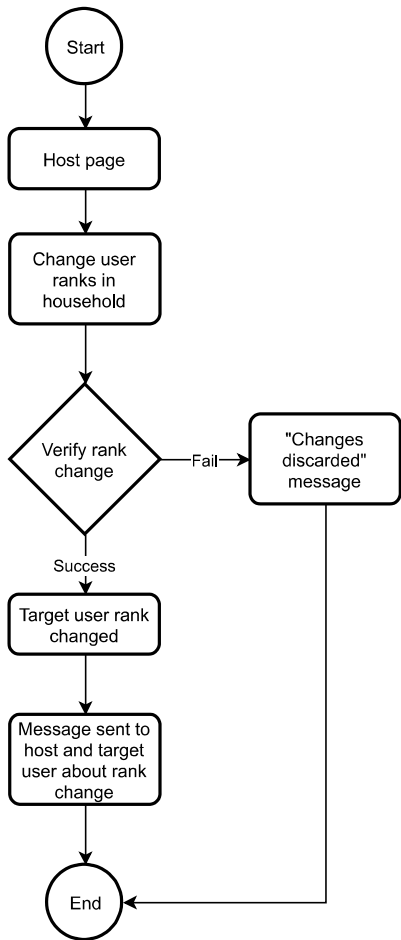 Start
Host page
Change user
ranks in
household
Verify rank
change
Fail
"Changes
discarded"
message
Success
Target user rank
changed
Message sent to
host and target
user about rank
change
End